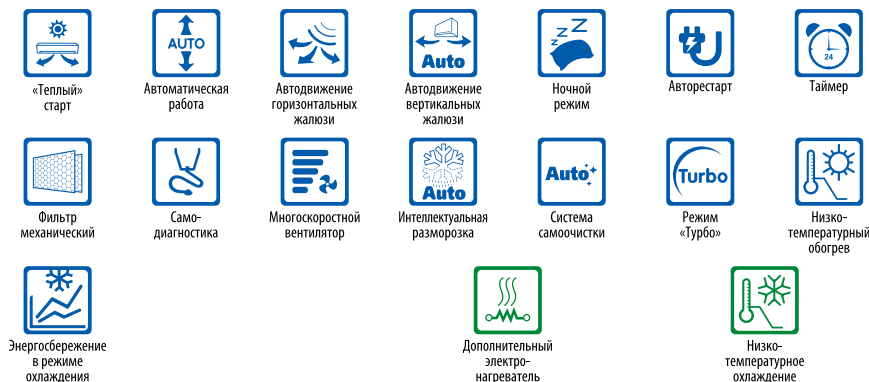 AUTO
Auto
z z Z
24
«Теплый»
старт
Автоматическая
работа
Автодвижение
горизонтальных
жалюзи
Автодвижение
вертикальных
жалюзи
Ночной
режим
Авторестарт
Таймер
Auto
Auto
Turbo
Фильтр
механический
Само-
диагностика
Многоскоростной
вентилятор
Интеллектуальная
разморозка
Система
самоочистки
Режим
«Турбо»
Низко-
температурный
обогрев
Энергосбережение
в режиме
охлаждения
Дополнительный
электро-
нагреватель
Низко-
температурное
охлаждение